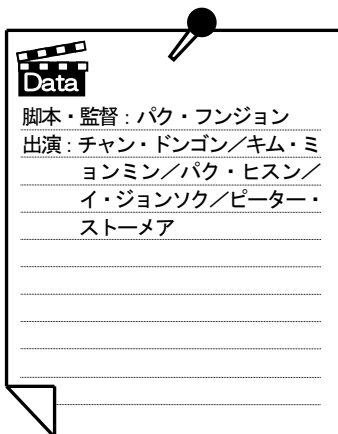 Data
脚本・監督：パク・フンジョン
出演：チャン・ドンゴン／キム・ミ
ョンミン／パク・ヒスン／
イ・ジョンソク／ピーター・
ストーメア